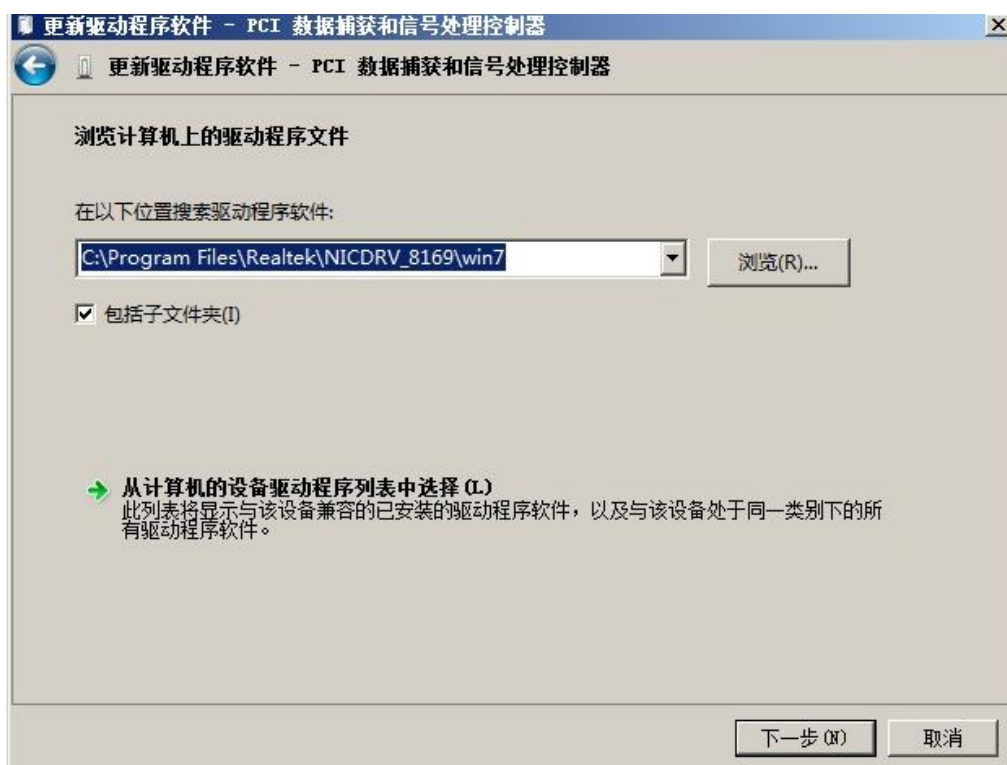 更新驱动程序软件 - PCI 数据捕获和信号处理控制器
更新驱动程序软件 - PCI 数据捕获和信号处理控制器
浏览计算机上的驱动程序文件
在以下位置搜索驱动程序软件:
C:\Program Files\Realtek\NICDRV_8169\win7
浏览(R)...
包括子文件夹(I)
从计算机的设备驱动程序列表中选择(L)
此列表将显示与该设备兼容的已安装的驱动程序软件，以及与该设备处于同一类别下的所
有驱动程序软件。
下一步(N)
取消